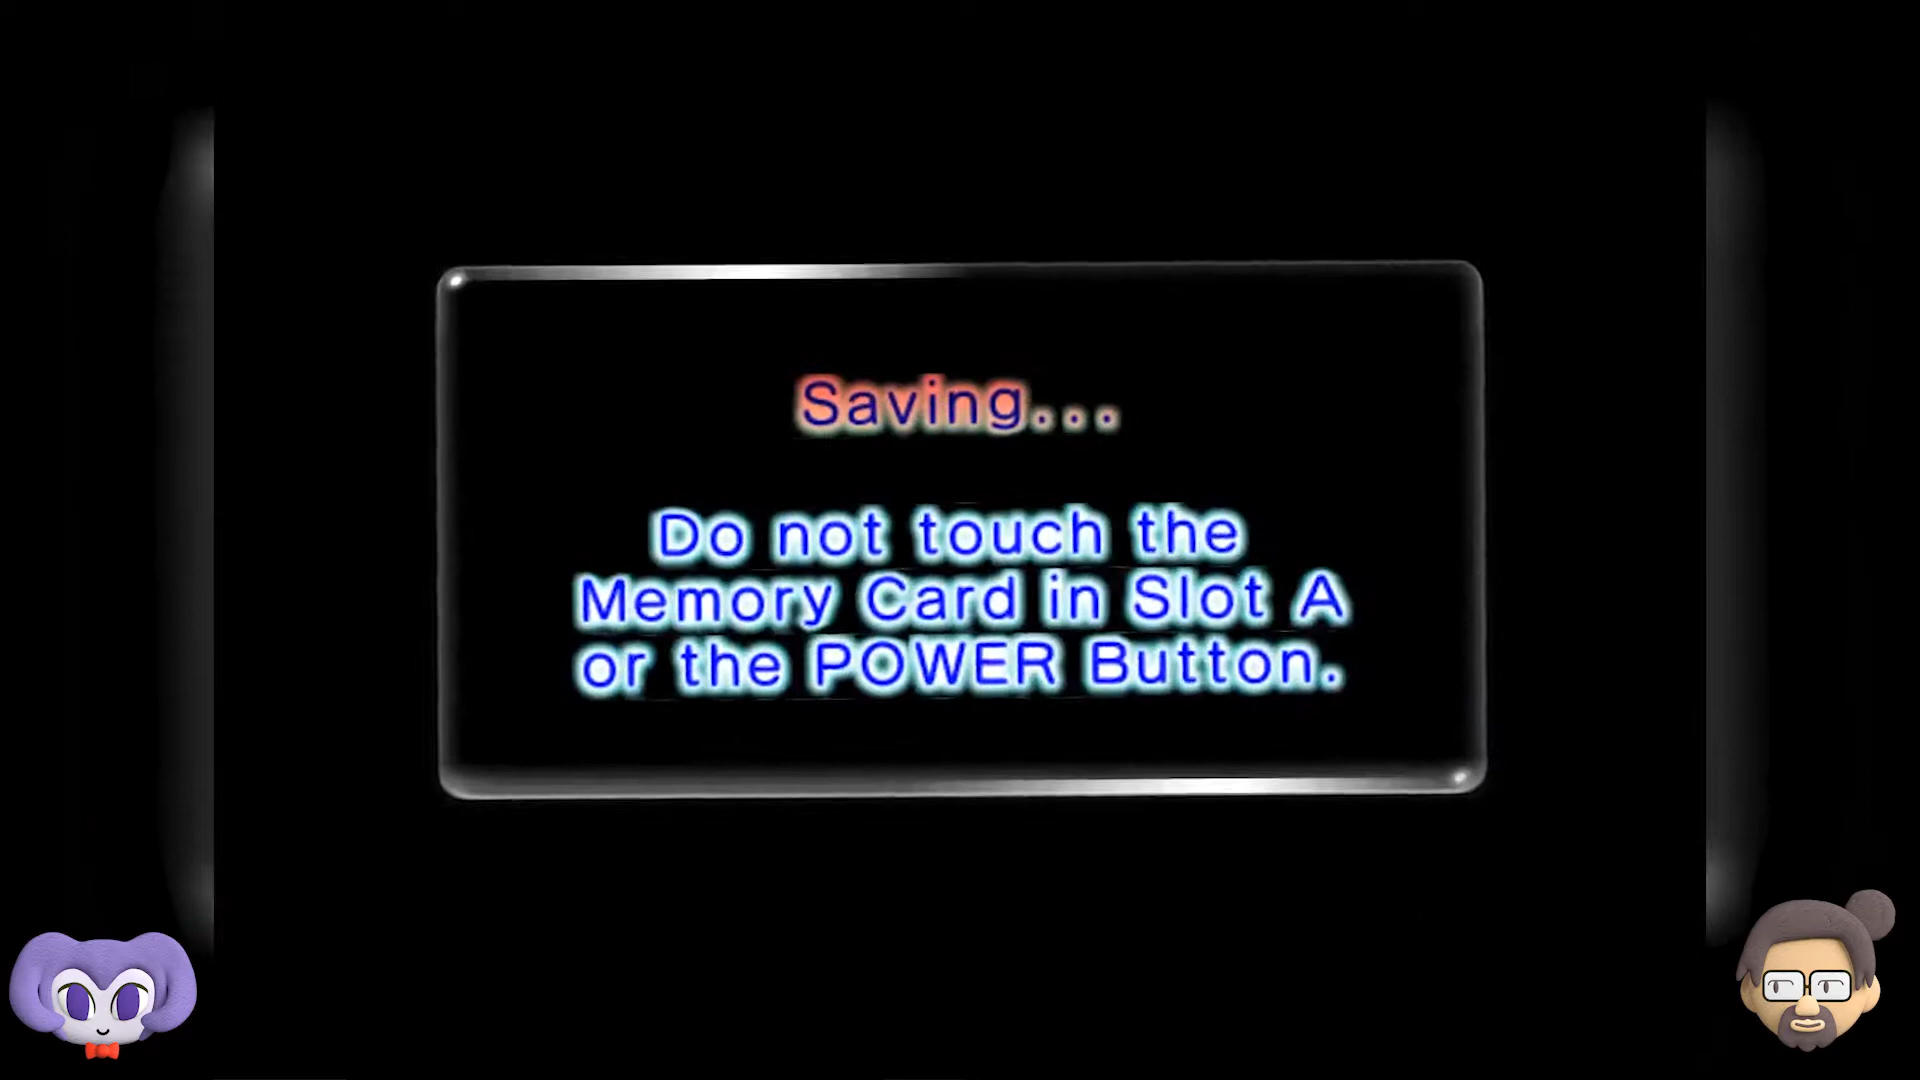 Saving...
Do not touch the
Memory Card in Slot A
or the POWER Button.